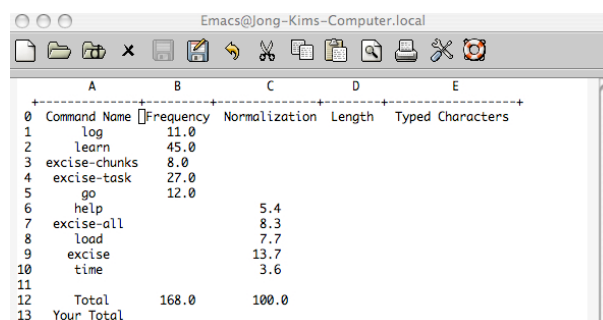 Emacs@Jong-Kims-Computer.local
A B C D E
+---------------+---------+---------------+-------+------------------+
0 Command Name Frequency Normalization Length Typed Characters
1 log 11.0
2 learn 45.0
3 excise-chunks 8.0
4 excise-task 27.0
5 go 12.0
6 help 5.4
7 excise-all 8.3
8 load 7.7
9 excise 13.7
10 time 3.6
11
12 Total 168.0 100.0
13 Your Total